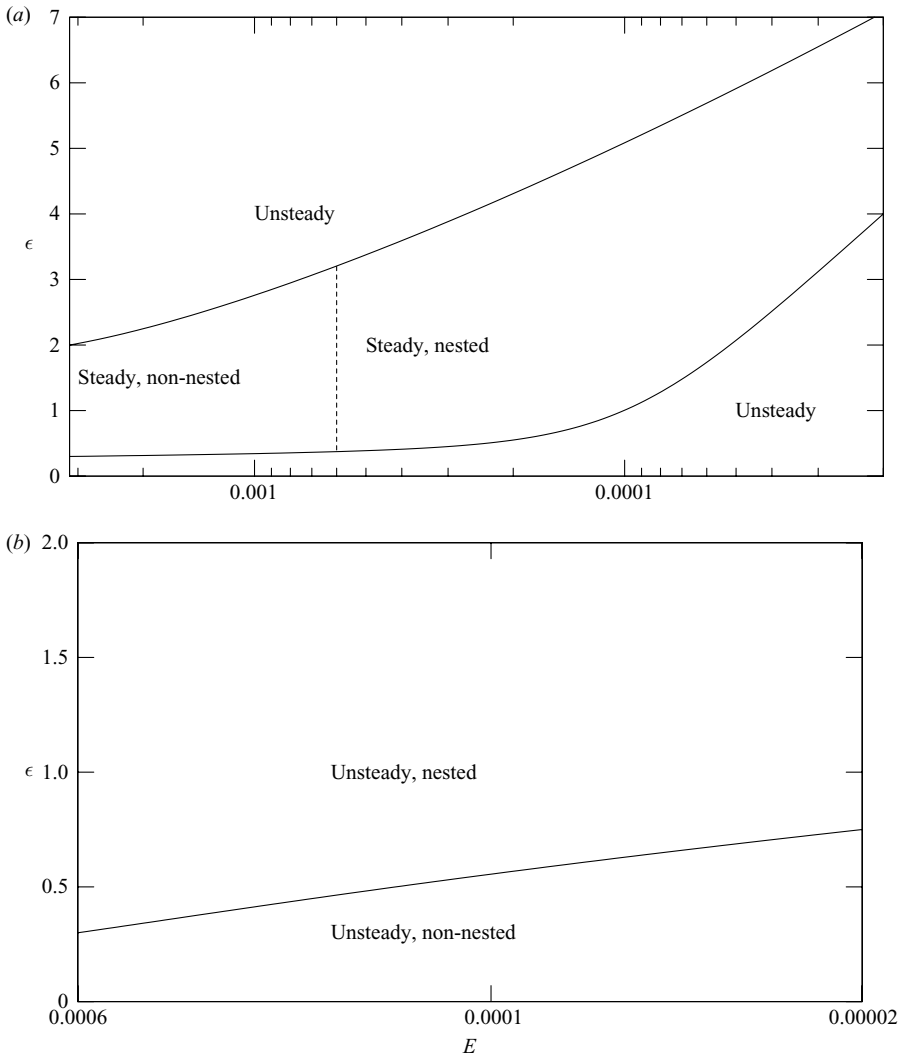 (a)
7
6
5
4
Unsteady
ϵ
3
2
Steady, nested
Steady, non-nested
1
Unsteady
0
0.001
0.0001
(b)
2.0
1.5
ϵ
1.0
Unsteady, nested
0.5
Unsteady, non-nested
0
0.0006
0.0001
0.00002
E